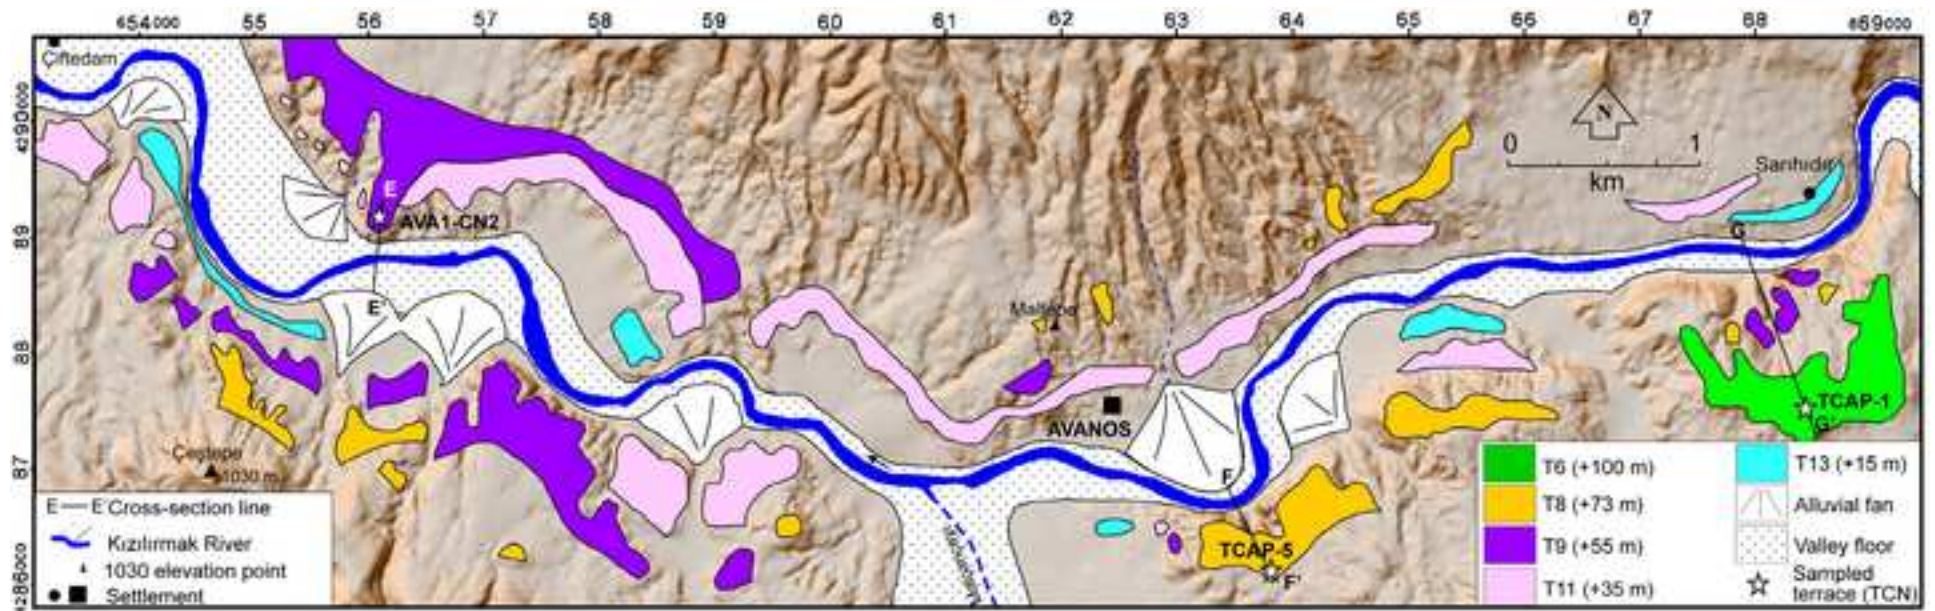 654000 55 56 57 58 59 60 61 62 63 64 65 66 67 68 659000
Çiftedam
4290000
N
0 1
km
Sarıhıdır
E
AVA1-CN2
89
G
E'
Maltepe
88
TCAP-1
G'
AVANOS
Çeştepe
1030 m
87
F
TCAP-5
F'
4286000
E — E' Cross-section line
Kızılırmak River
1030 elevation point
Settlement
T6 (+100 m)
T8 (+73 m)
T9 (+55 m)
T11 (+35 m)
T13 (+15 m)
Alluvial fan
Valley floor
Sampled
terrace (TCN)